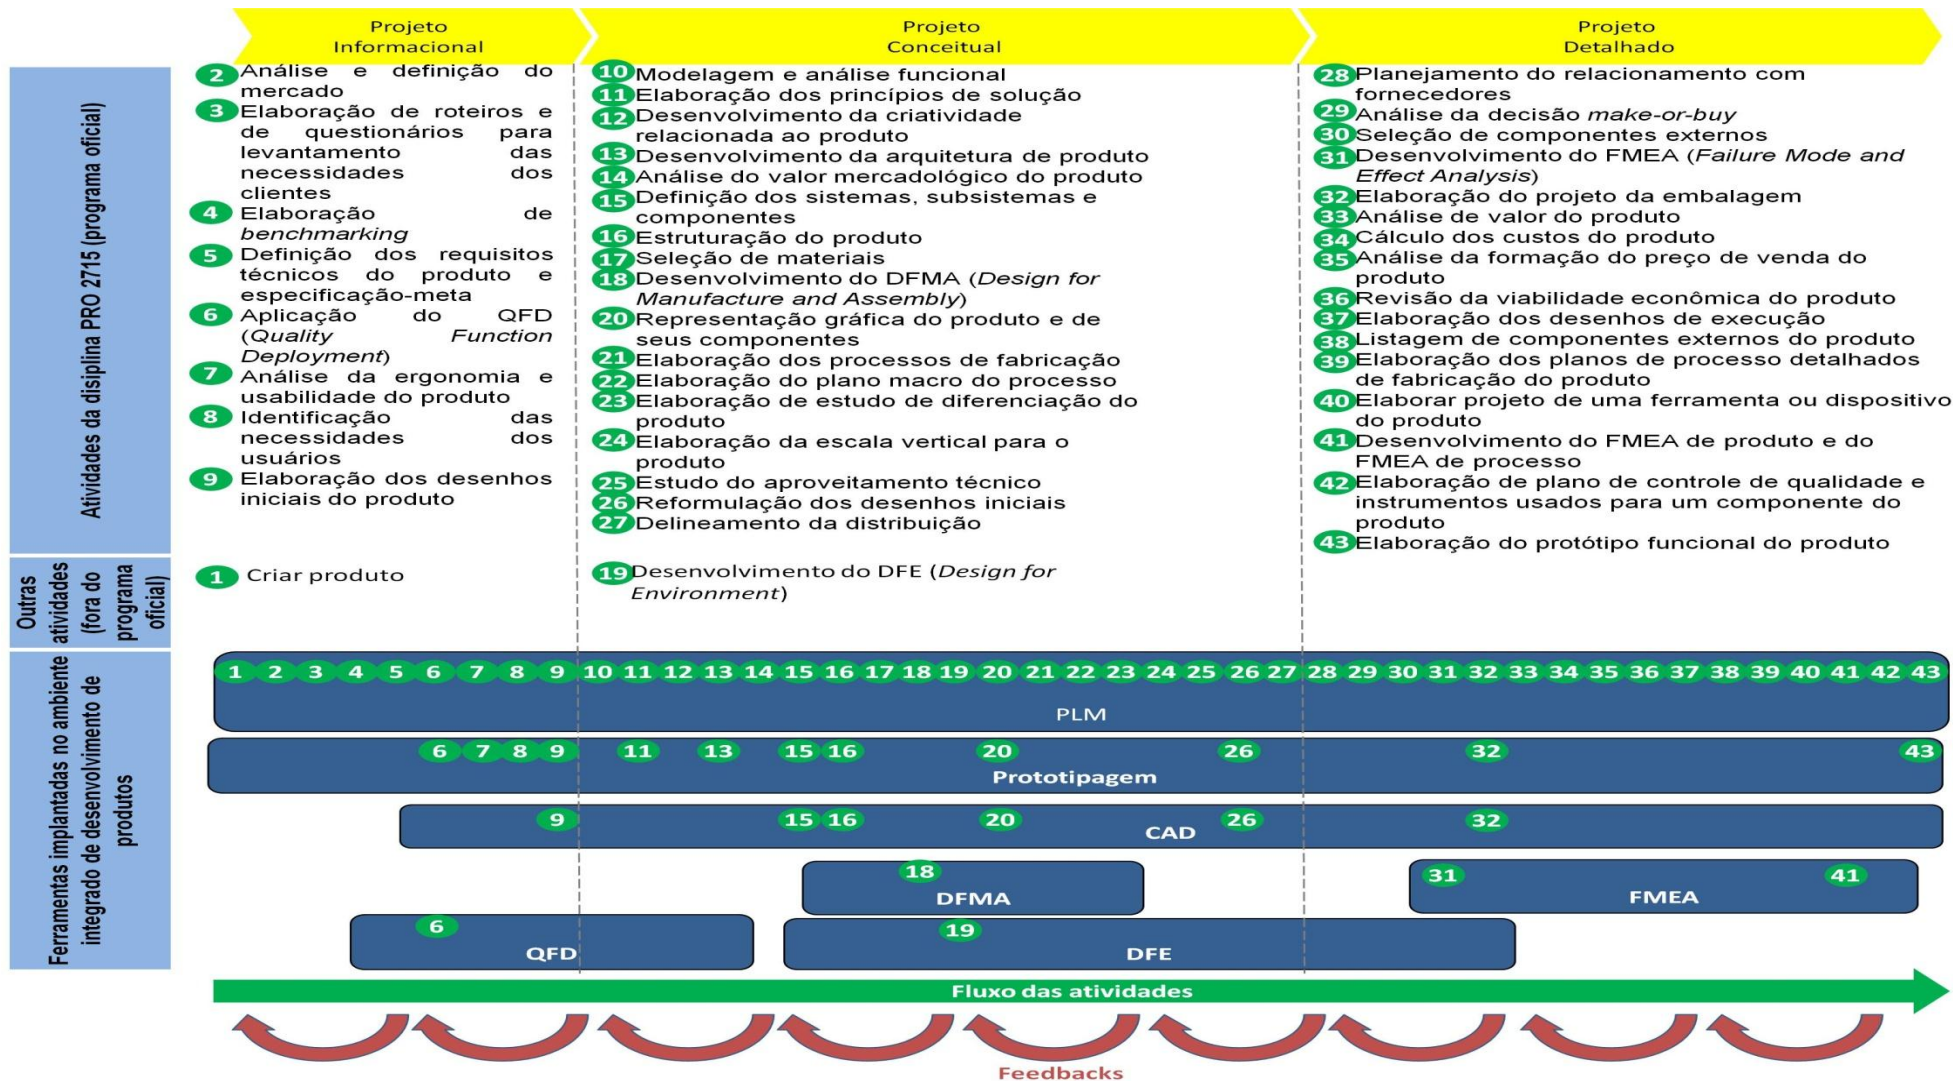 Projeto
Informacional
Projeto
Conceitual
Projeto
Detalhado
Atividades da disiplina PRO 2715 (programa oficial)
2 Análise e definição do
mercado
3 Elaboração de roteiros e
de questionários para
levantamento das
necessidades dos
clientes
4 Elaboração de
benchmarking
5 Definição dos requisitos
técnicos do produto e
especificação-meta
6 Aplicação do QFD
(Quality Function
Deployment)
7 Análise da ergonomia e
usabilidade do produto
8 Identificação das
necessidades dos
usuários
9 Elaboração dos desenhos
iniciais do produto
10 Modelagem e análise funcional
11 Elaboração dos princípios de solução
12 Desenvolvimento da criatividade
relacionada ao produto
13 Desenvolvimento da arquitetura de produto
14 Análise do valor mercadológico do produto
15 Definição dos sistemas, subsistemas e
componentes
16 Estruturação do produto
17 Seleção de materiais
18 Desenvolvimento do DFMA (Design for
Manufacture and Assembly)
20 Representação gráfica do produto e de
seus componentes
21 Elaboração dos processos de fabricação
22 Elaboração do plano macro do processo
23 Elaboração de estudo de diferenciação do
produto
24 Elaboração da escala vertical para o
produto
25 Estudo do aproveitamento técnico
26 Reformulação dos desenhos iniciais
27 Delineamento da distribuição
28 Planejamento do relacionamento com
fornecedores
29 Análise da decisão make-or-buy
30 Seleção de componentes externos
31 Desenvolvimento do FMEA (Failure Mode and
Effect Analysis)
32 Elaboração do projeto da embalagem
33 Análise de valor do produto
34 Cálculo dos custos do produto
35 Análise da formação do preço de venda do
produto
36 Revisão da viabilidade econômica do produto
37 Elaboração dos desenhos de execução
38 Listagem de componentes externos do produto
39 Elaboração dos planos de processo detalhados
de fabricação do produto
40 Elaborar projeto de uma ferramenta ou dispositivo
do produto
41 Desenvolvimento do FMEA de produto e do
FMEA de processo
42 Elaboração de plano de controle de qualidade e
instrumentos usados para um componente do
produto
43 Elaboração do protótipo funcional do produto
Outras
atividades
(fora do
programa
oficial)
1 Criar produto
19 Desenvolvimento do DFE (Design for
Environment)
Ferramentas implantadas no ambiente
integrado de desenvolvimento de
produtos
1 2 3 4 5 6 7 8 9 10 11 12 13 14 15 16 17 18 19 20 21 22 23 24 25 26 27 28 29 30 31 32 33 34 35 36 37 38 39 40 41 42 43
PLM
6 7 8 9 11 13 15 16 20 26 32 43
Prototipagem
9 15 16 20 26 32
CAD
18
DFMA
31 41
FMEA
6
QFD
19
DFE
Fluxo das atividades
Feedbacks